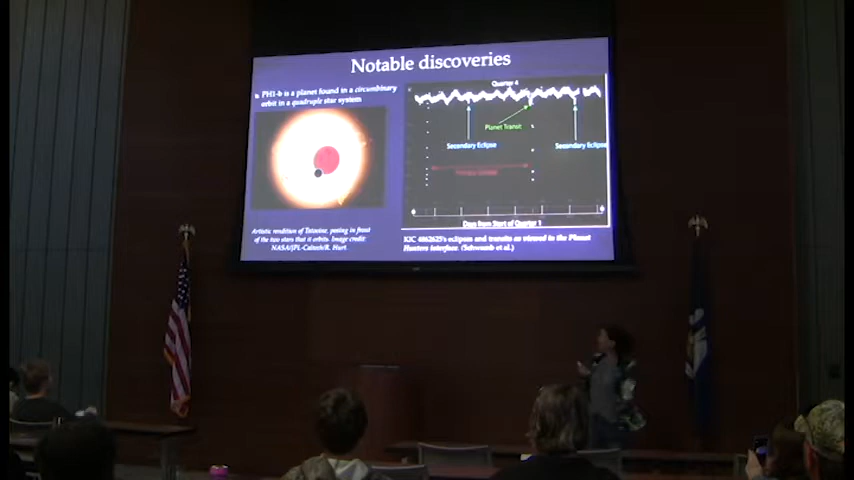 Notable discoveries
PH1-b is a planet found in a circumbinary
orbit in a quadruple star system
Artistic rendition of Tatooine, posing in front
of the two stars that it orbits. Image credit:
NASA/JPL-Caltech/R. Hurt
Quarter 4
Planet Transit
Secondary Eclipse
Secondary Eclipse
Days from Start of Quarter 1
KIC 4862625's eclipses and transits as viewed in the Planet
Hunters interface. (Schwamb et al.)